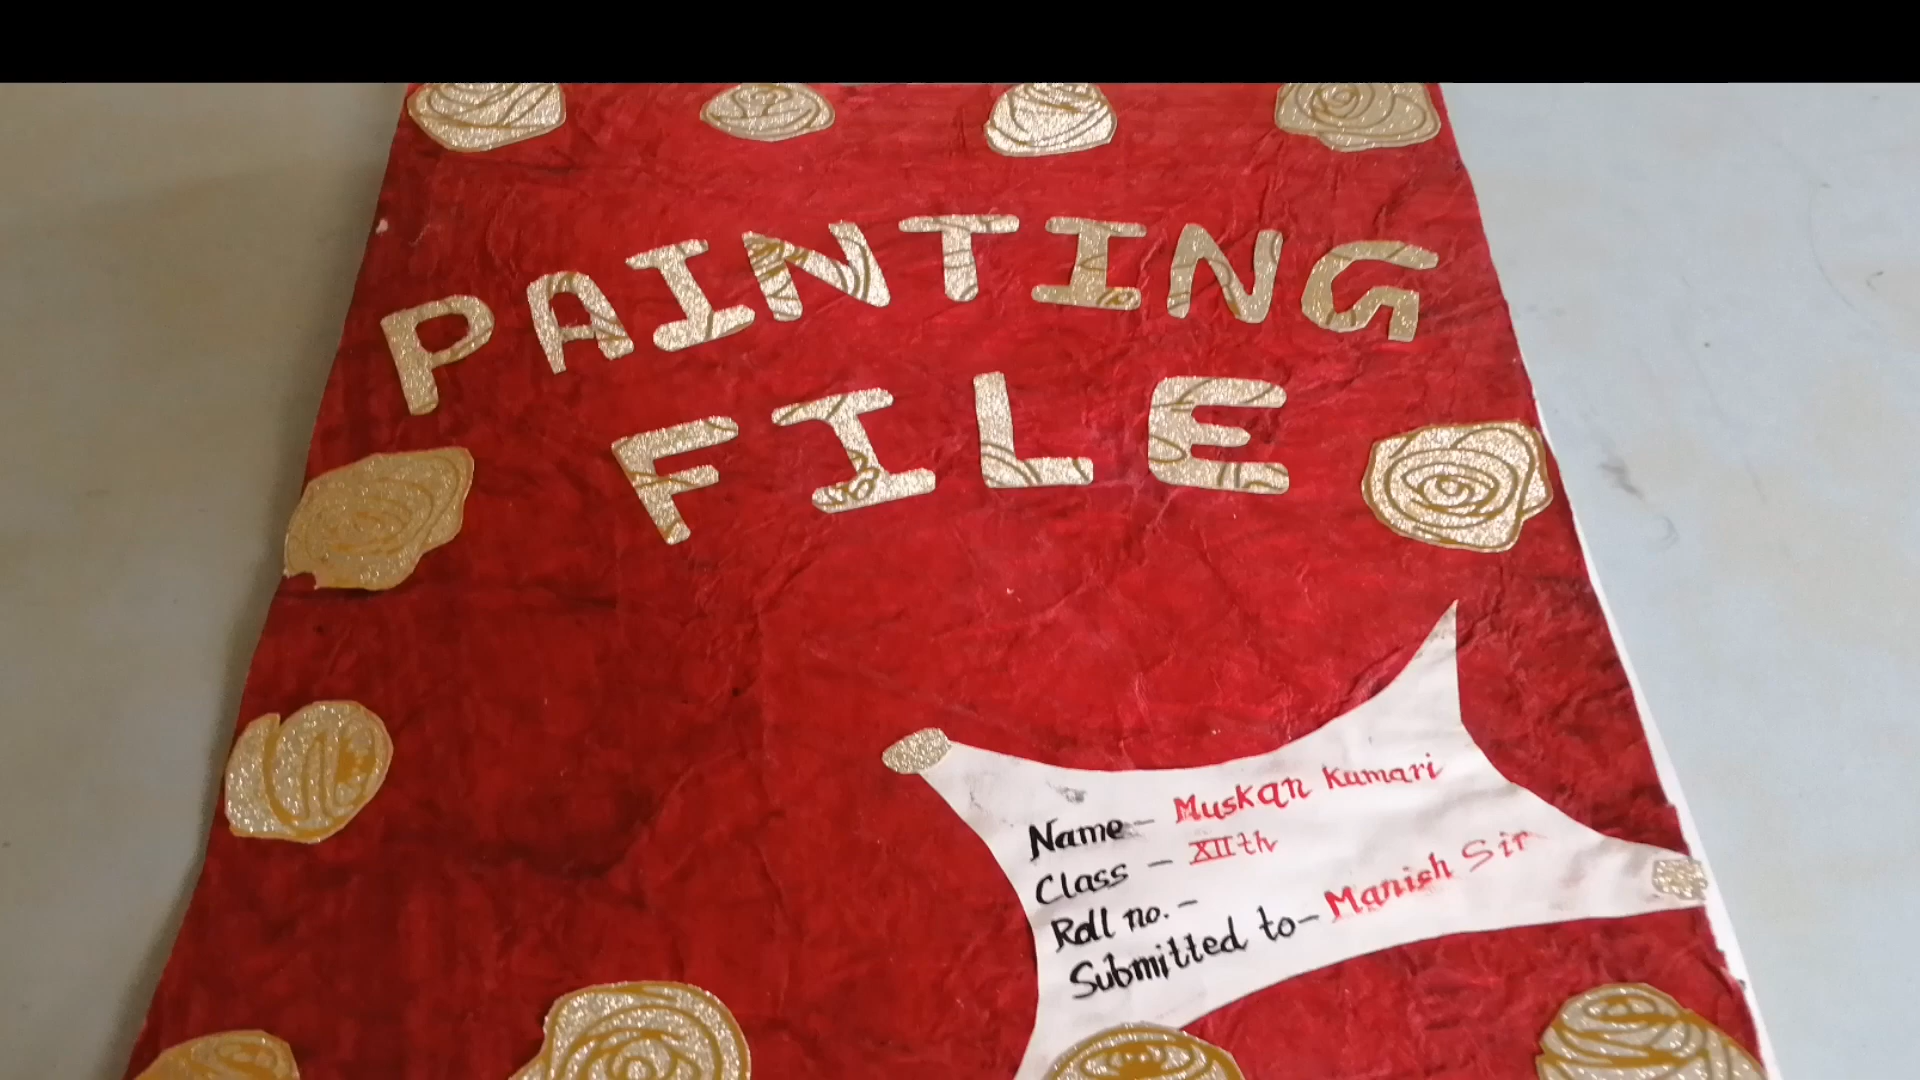 PAINTING
FILE
Name - Muskan Kumari
Class - XIIth
Roll no. -
Submitted to - Manish Sir